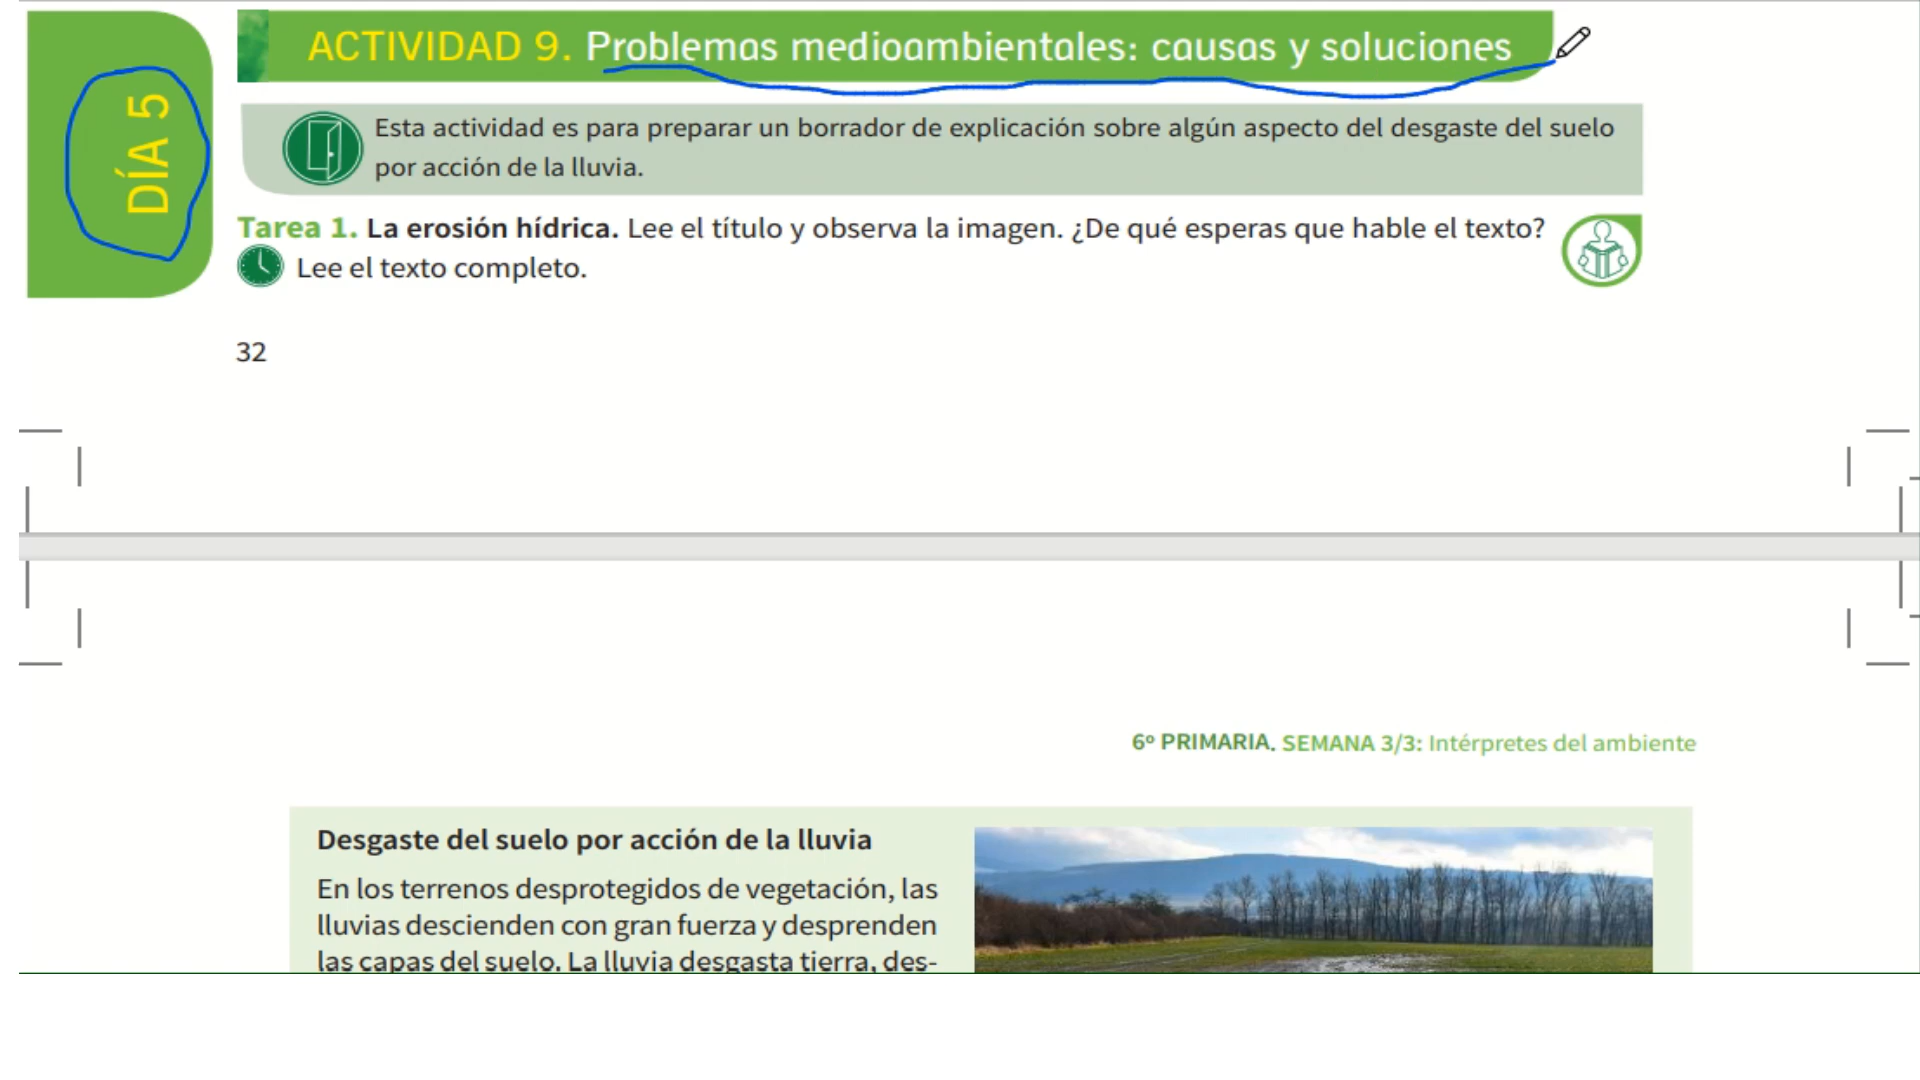 DÍA 5
ACTIVIDAD 9. Problemas medioambientales: causas y soluciones
Esta actividad es para preparar un borrador de explicación sobre algún aspecto del desgaste del suelo
por acción de la lluvia.
Tarea 1. La erosión hídrica. Lee el título y observa la imagen. ¿De qué esperas que hable el texto?
Lee el texto completo.
32
6º PRIMARIA. SEMANA 3/3: Intérpretes del ambiente
Desgaste del suelo por acción de la lluvia
En los terrenos desprotegidos de vegetación, las
lluvias descienden con gran fuerza y desprenden
las capas del suelo. La lluvia desgasta tierra, des-